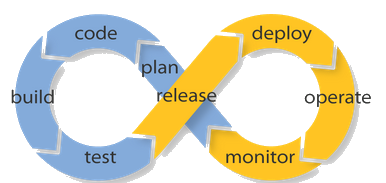 code
plan
build
test
release
deploy
operate
monitor